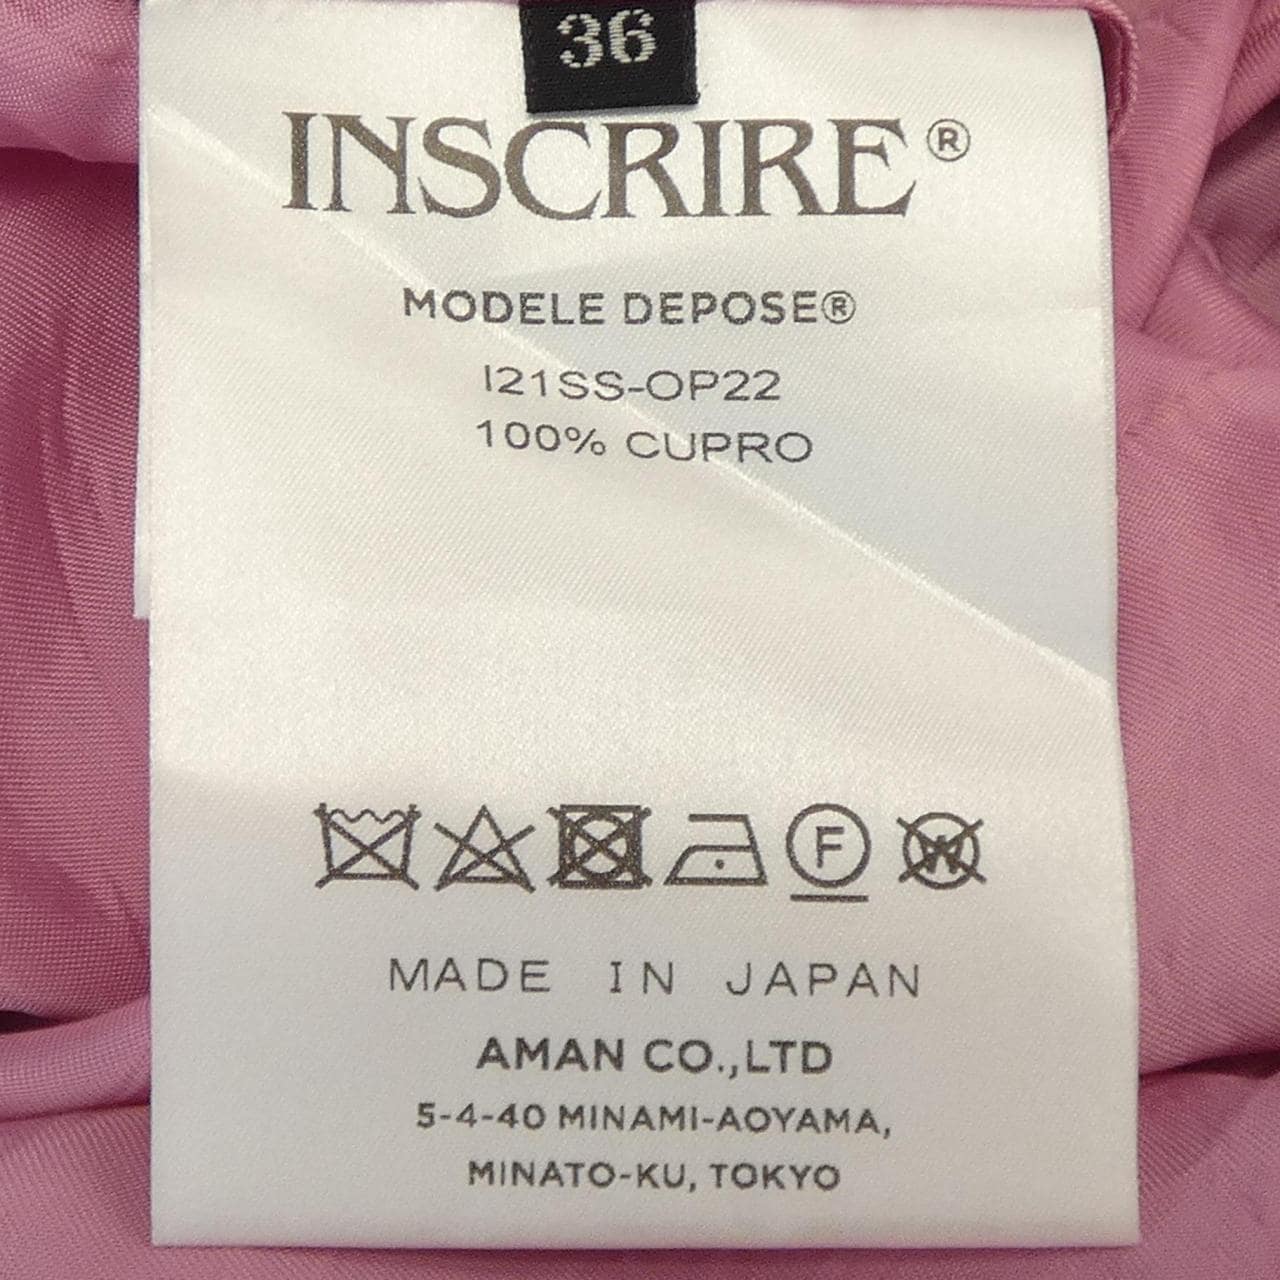 36
INSCRIRE®
MODELE DEPOSE®
I21SS-OP22
100% CUPRO
F W
MADE IN JAPAN
AMAN CO.,LTD
5-4-40 MINAMI-AOYAMA,
MINATO-KU, TOKYO